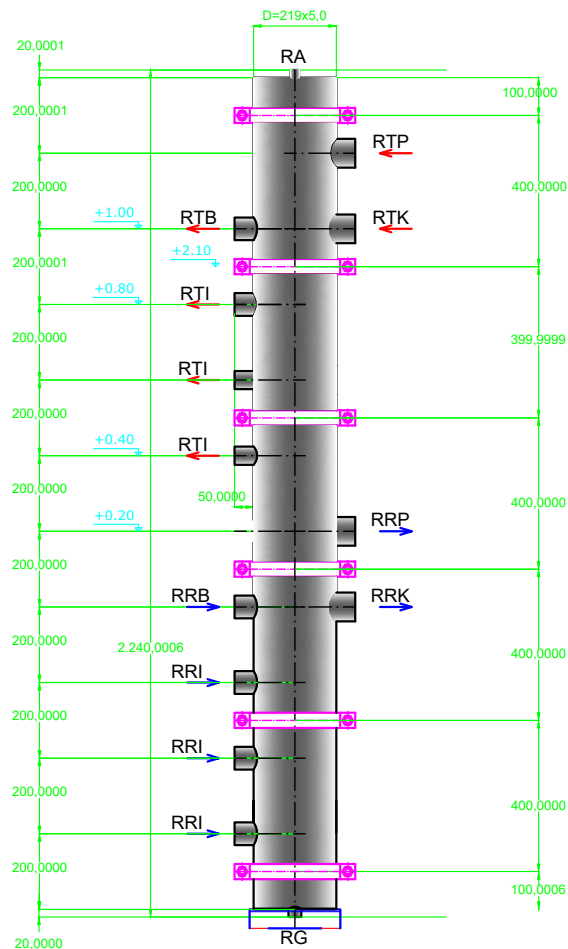 D=219x5,0
20,0001
RA
200,0001
100,0000
RTP
200,0000
400,0000
+1.00
RTB
RTK
200,0001
+2.10
+0.80
RTI
200,0000
399,9999
RTI
200,0000
+0.40
RTI
200,0000
50,0000
400,0000
+0.20
RRP
200,0000
RRB
RRK
200,0000
2.240,0006
400,0000
RRI
200,0000
RRI
200,0000
400,0000
RRI
200,0000
100,0006
20.0000
RG